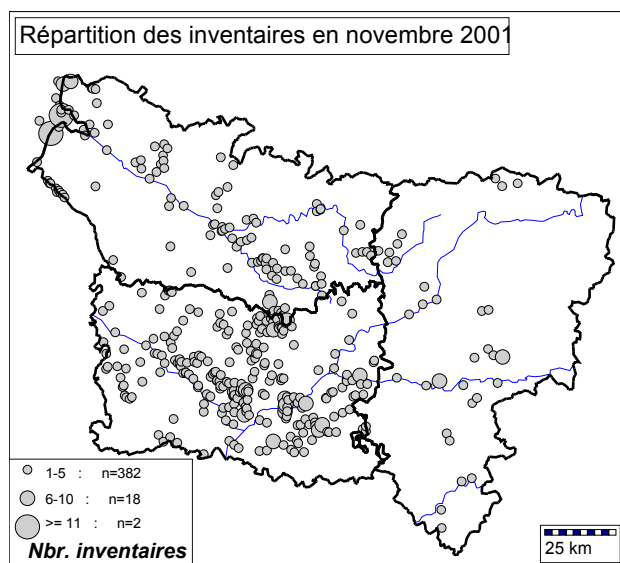 Répartition des inventaires en novembre 2001
1-5 : n=382
6-10 : n=18
>= 11 : n=2
Nbr. inventaires
25 km